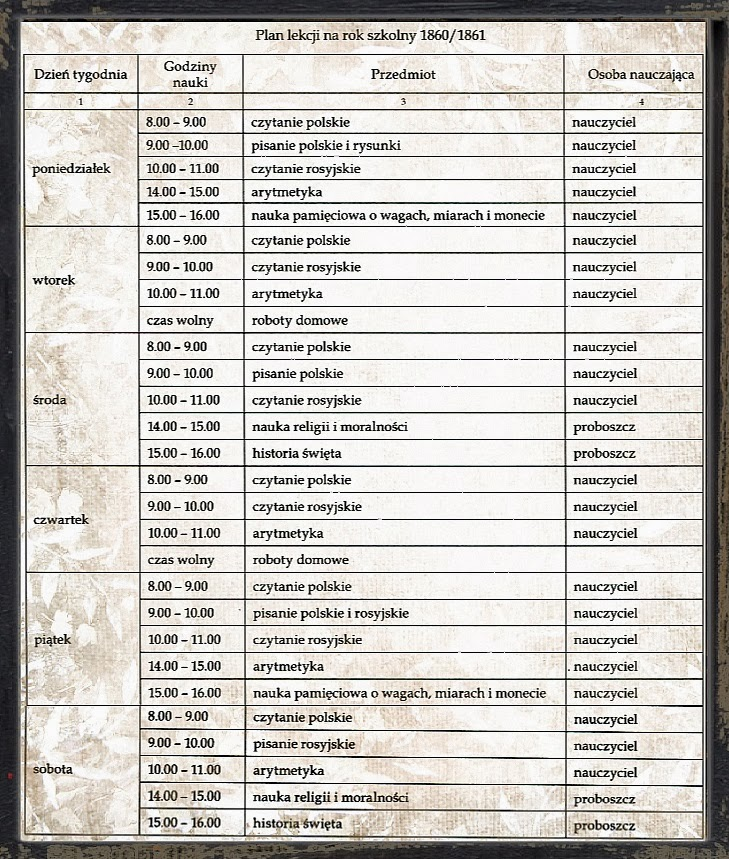 Plan lekcji na rok szkolny 1860/1861
Dzień tygodnia Godziny nauki Przedmiot Osoba nauczająca
1 2 3 4
poniedziałek
8.00 – 9.00 czytanie polskie nauczyciel
9.00 –10.00 pisanie polskie i rysunki nauczyciel
10.00 – 11.00 czytanie rosyjskie nauczyciel
14.00 – 15.00 arytmetyka nauczyciel
15.00 – 16.00 nauka pamięciowa o wagach, miarach i monecie nauczyciel
wtorek
8.00 – 9.00 czytanie polskie nauczyciel
9.00 – 10.00 czytanie rosyjskie nauczyciel
10.00 – 11.00 arytmetyka nauczyciel
czas wolny roboty domowe
środa
8.00 – 9.00 czytanie polskie nauczyciel
9.00 – 10.00 pisanie polskie nauczyciel
10.00 – 11.00 czytanie rosyjskie nauczyciel
14.00 – 15.00 nauka religii i moralności proboszcz
15.00 – 16.00 historia święta proboszcz
czwartek
8.00 – 9.00 czytanie polskie nauczyciel
9.00 – 10.00 czytanie rosyjskie nauczyciel
10.00 – 11.00 arytmetyka nauczyciel
czas wolny roboty domowe
piątek
8.00 – 9.00 czytanie polskie nauczyciel
9.00 – 10.00 pisanie polskie i rosyjskie nauczyciel
10.00 – 11.00 czytanie rosyjskie nauczyciel
14.00 – 15.00 arytmetyka nauczyciel
15.00 – 16.00 nauka pamięciowa o wagach, miarach i monecie nauczyciel
sobota
8.00 – 9.00 czytanie polskie nauczyciel
9.00 – 10.00 pisanie rosyjskie nauczyciel
10.00 – 11.00 arytmetyka nauczyciel
14.00 – 15.00 nauka religii i moralności proboszcz
15.00 – 16.00 historia święta proboszcz